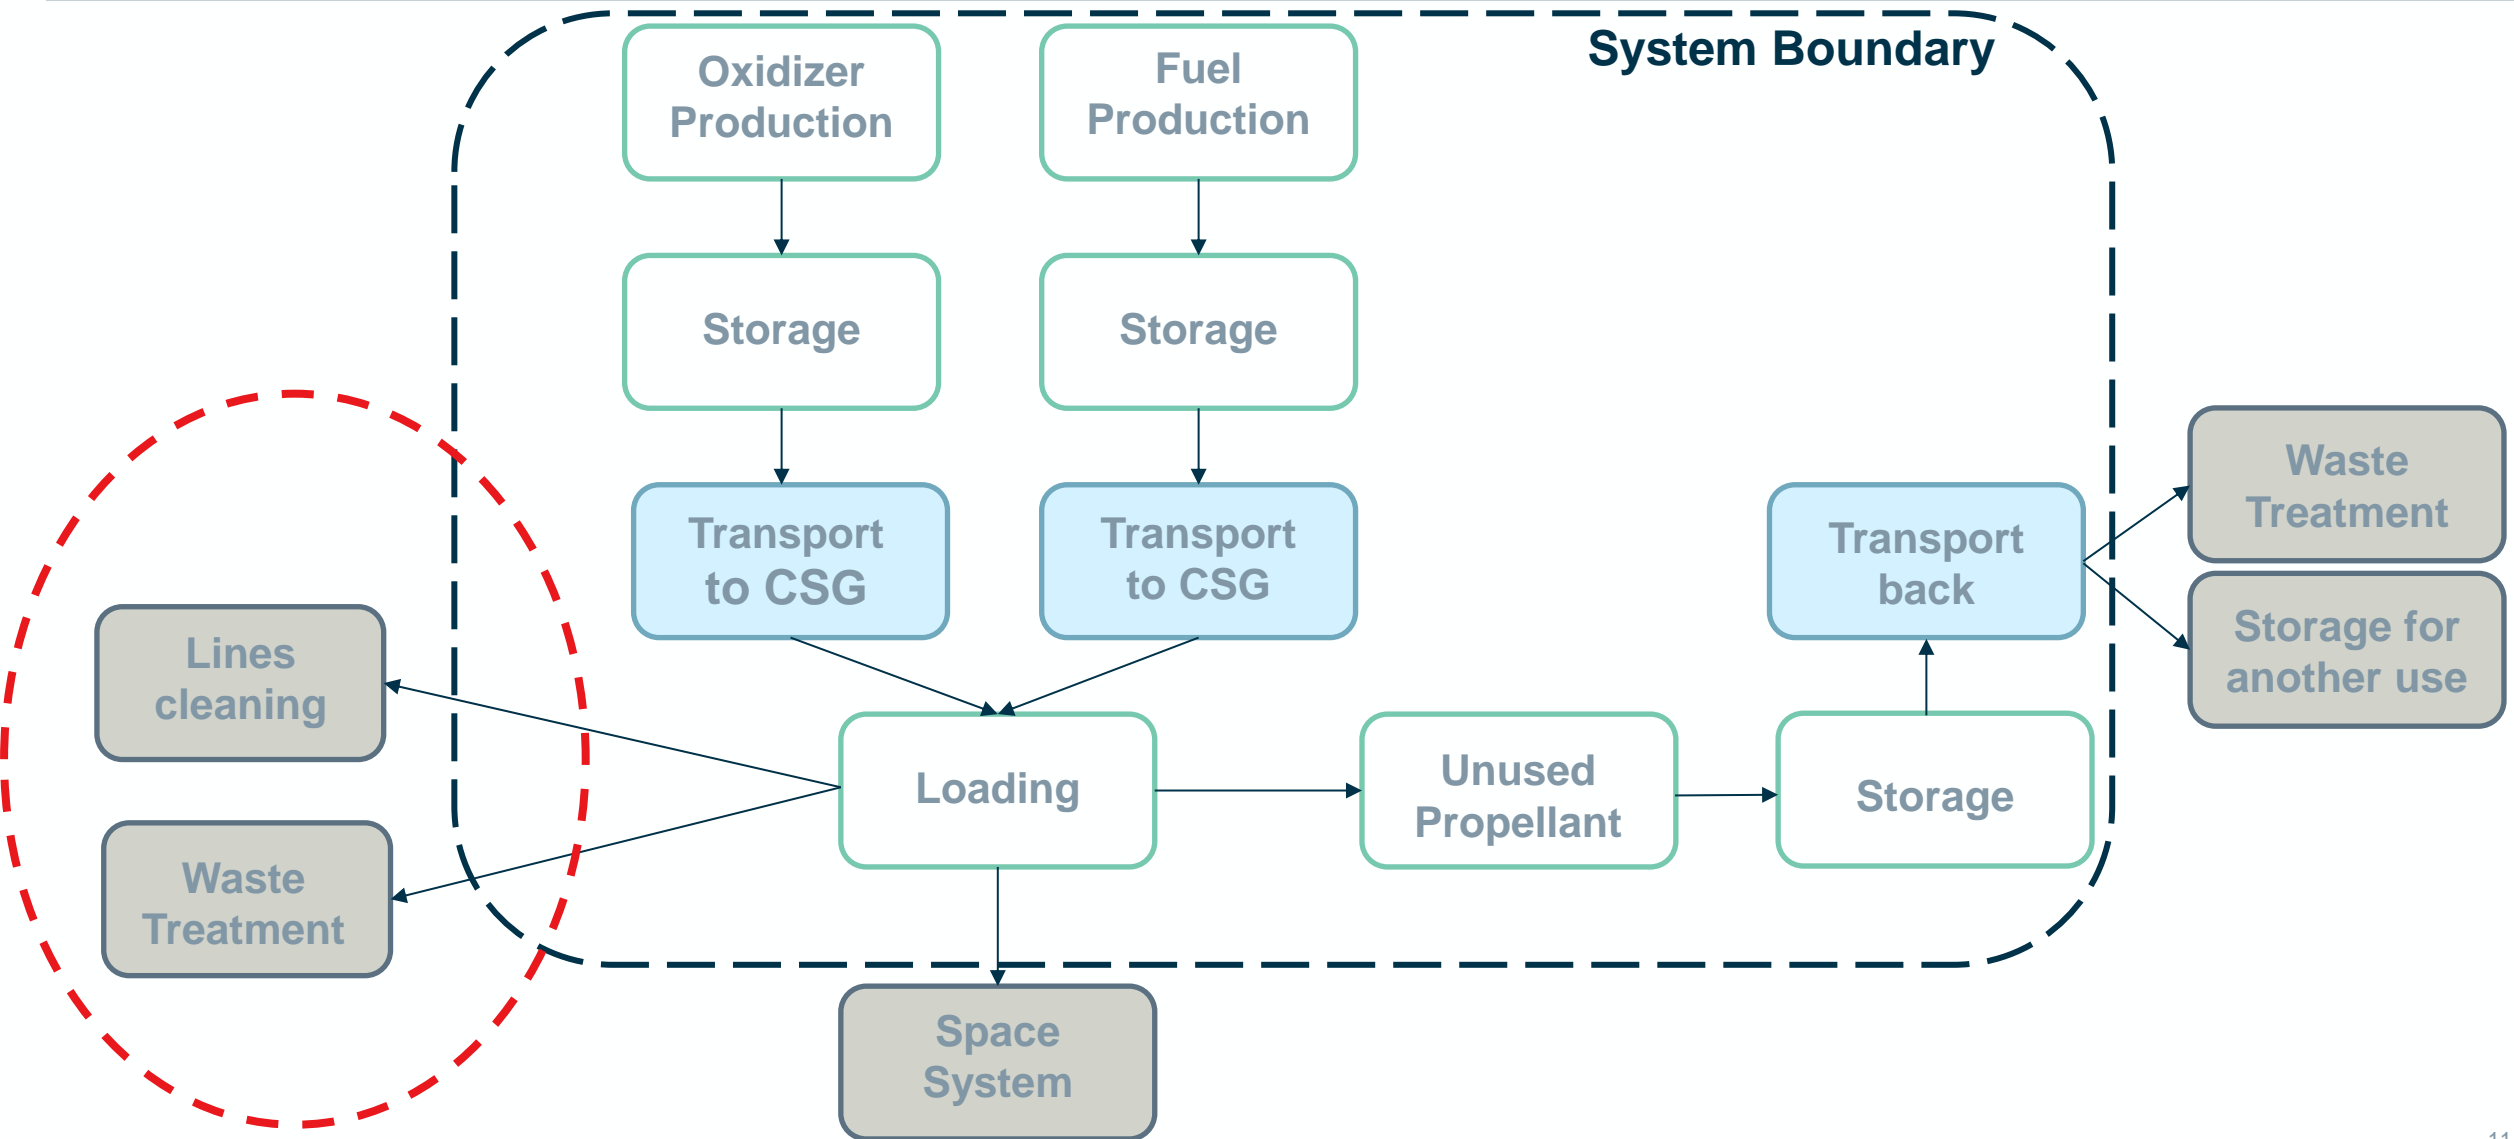 System Boundary
Oxidizer
Production
Fuel
Production
Storage
Storage
Transport
to CSG
Transport
to CSG
Transport
back
Waste
Treatment
Storage for
another use
Lines
cleaning
Loading
Unused
Propellant
Storage
Waste
Treatment
Space
System
11